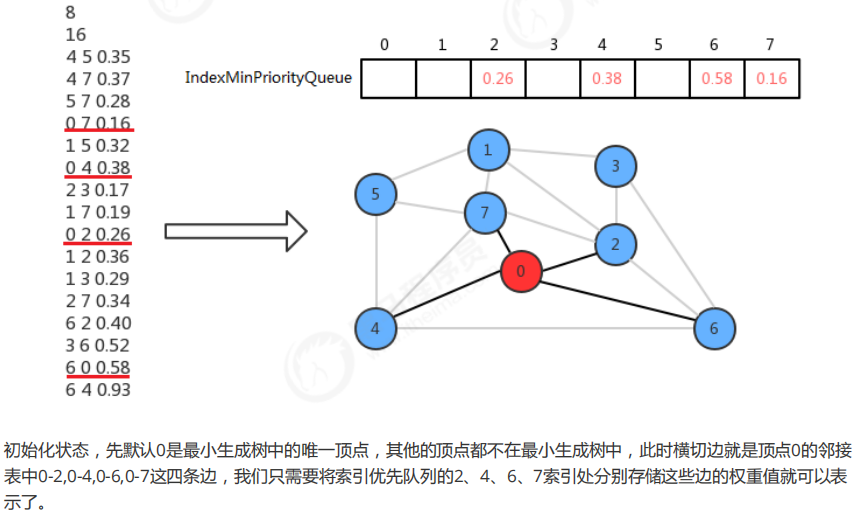 8
16
4 5 0.35
4 7 0.37
5 7 0.28
0 7 0.16
1 5 0.32
0 4 0.38
2 3 0.17
1 7 0.19
0 2 0.26
1 2 0.36
1 3 0.29
2 7 0.34
6 2 0.40
3 6 0.52
6 0 0.58
6 4 0.93
0 1 2 3 4 5 6 7
IndexMinPriorityQueue 0.26 0.38 0.58 0.16
1
3
5
7
2
0
4
6
初始化状态，先默认0是最小生成树中的唯一顶点，其他的顶点都不在最小生成树中，此时横切边就是顶点0的邻接
表中0-2,0-4,0-6,0-7这四条边，我们只需要将索引优先队列的2、4、6、7索引处分别存储这些边的权重值就可以表
示了。